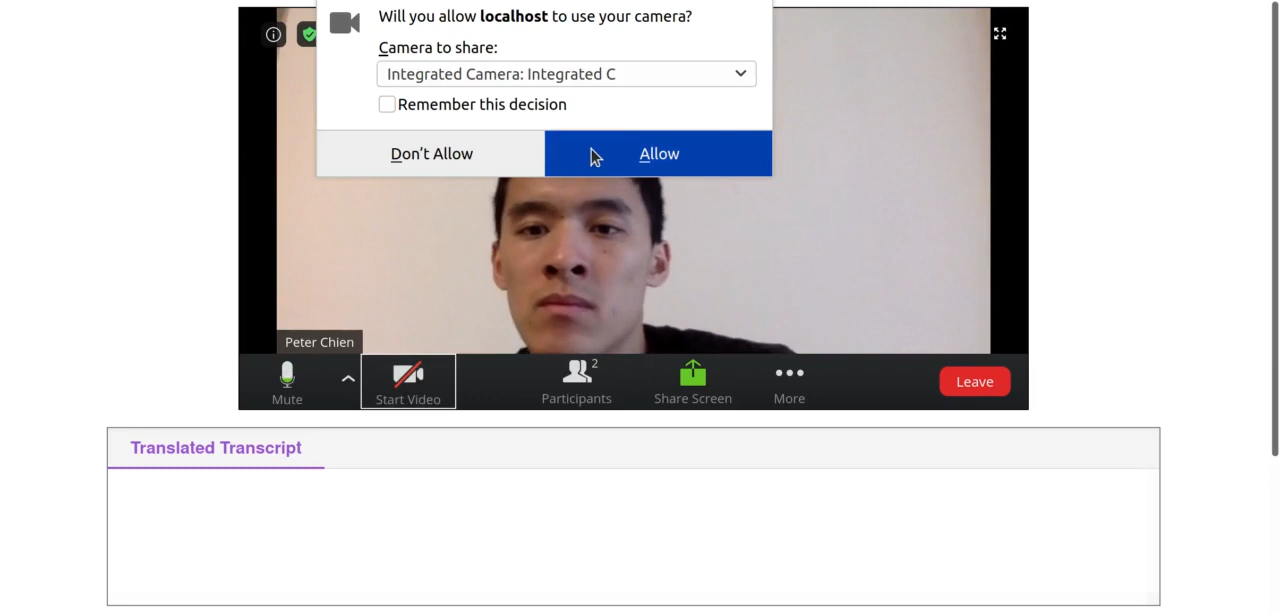 Will you allow localhost to use your camera?
Camera to share:
Integrated Camera: Integrated C
Remember this decision
Don't Allow
Allow
Peter Chien
2
Mute
Start Video
Participants
Share Screen
More
Leave
Translated Transcript